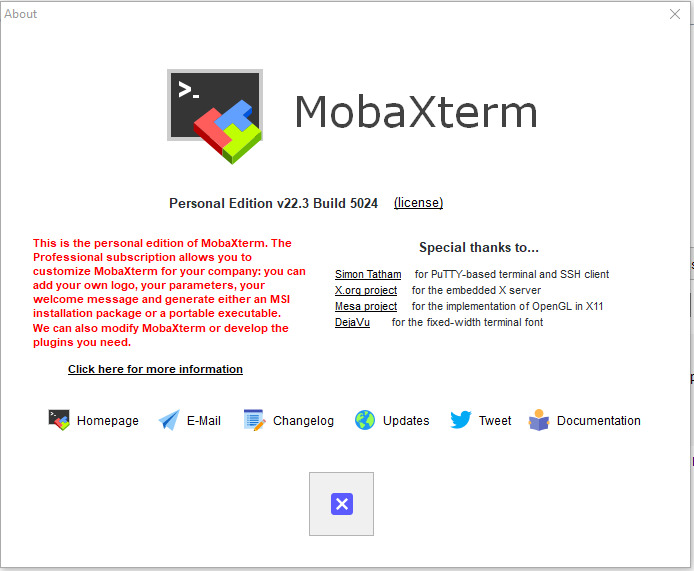 About
>_
MobaXterm
Personal Edition v22.3 Build 5024 (license)
This is the personal edition of MobaXterm. The
Professional subscription allows you to
customize MobaXterm for your company: you can
add your own logo, your parameters, your
welcome message and generate either an MSI
installation package or a portable executable.
We can also modify MobaXterm or develop the
plugins you need.
Click here for more information
Special thanks to...
Simon Tatham for PuTTY-based terminal and SSH client
X.org project for the embedded X server
Mesa project for the implementation of OpenGL in X11
DejaVu for the fixed-width terminal font
Homepage E-Mail Changelog Updates Tweet Documentation